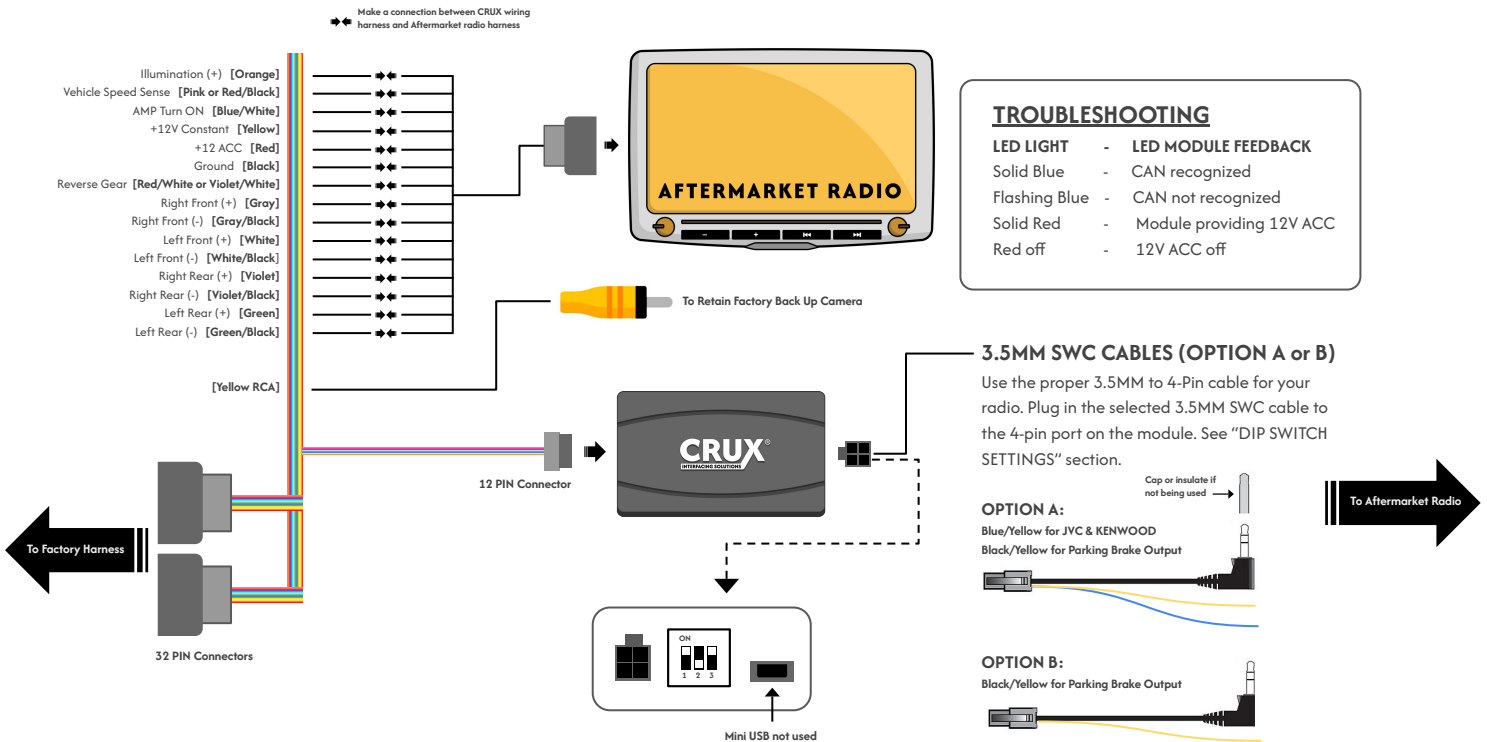 Make a connection between CRUX wiring
harness and Aftermarket radio harness
Illumination (+) [Orange]
Vehicle Speed Sense [Pink or Red/Black]
AMP Turn ON [Blue/White]
+12V Constant [Yellow]
+12 ACC [Red]
Ground [Black]
Reverse Gear [Red/White or Violet/White]
Right Front (+) [Gray]
Right Front (-) [Gray/Black]
Left Front (+) [White]
Left Front (-) [White/Black]
Right Rear (+) [Violet]
Right Rear (-) [Violet/Black]
Left Rear (+) [Green]
Left Rear (-) [Green/Black]
[Yellow RCA]
AFTERMARKET RADIO
To Retain Factory Back Up Camera
TROUBLESHOOTING
LED LIGHT - LED MODULE FEEDBACK
Solid Blue - CAN recognized
Flashing Blue - CAN not recognized
Solid Red - Module providing 12V ACC
Red off - 12V ACC off
12 PIN Connector
CRUX®
INTERFACING SOLUTIONS
3.5MM SWC CABLES (OPTION A or B)
Use the proper 3.5MM to 4-Pin cable for your
radio. Plug in the selected 3.5MM SWC cable to
the 4-pin port on the module. See “DIP SWITCH
SETTINGS” section.
Cap or insulate if
not being used
OPTION A:
Blue/Yellow for JVC & KENWOOD
Black/Yellow for Parking Brake Output
To Aftermarket Radio
To Factory Harness
32 PIN Connectors
ON
1 2 3
Mini USB not used
OPTION B:
Black/Yellow for Parking Brake Output